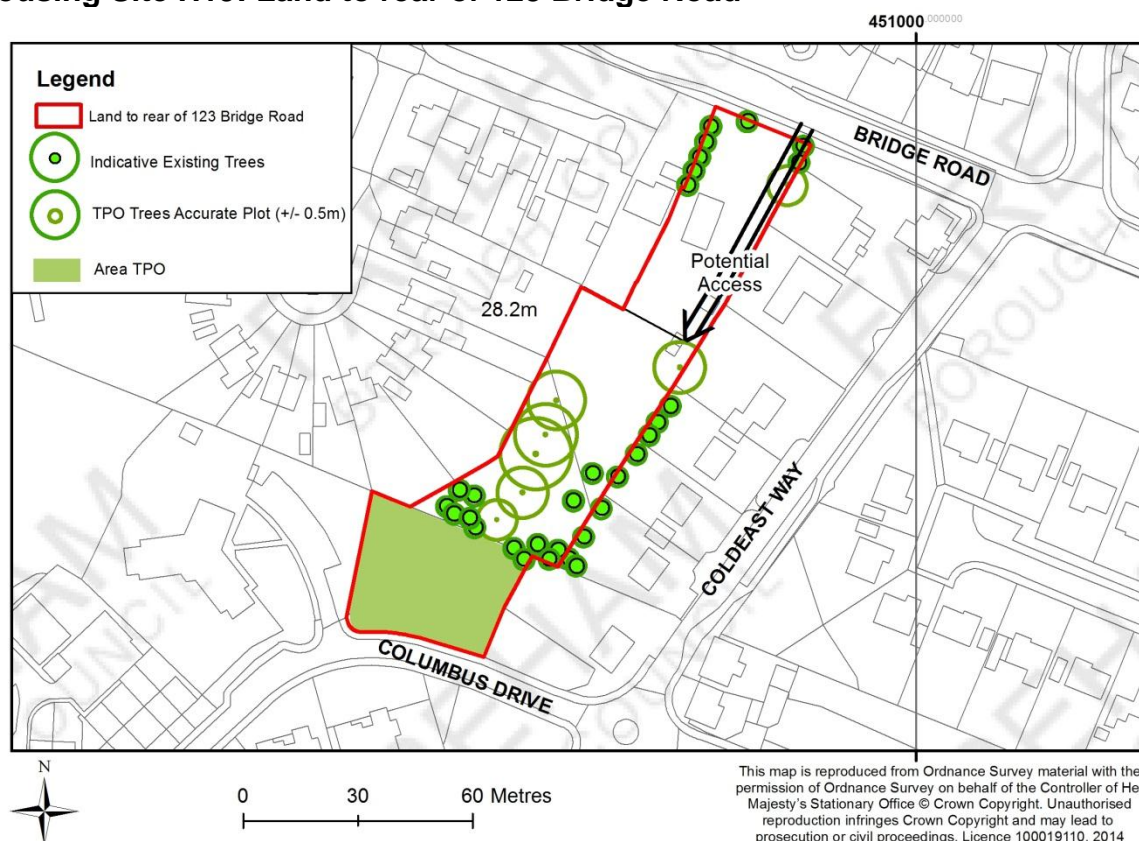 451000.000000
Legend
Land to rear of 123 Bridge Road
Indicative Existing Trees
TPO Trees Accurate Plot (+/- 0.5m)
Area TPO
BRIDGE ROAD
Potential
Access
28.2m
COLDEAST WAY
COLUMBUS DRIVE
FAREHAM
BOROUGH COUNCIL
N
0 30 60 Metres
This map is reproduced from Ordnance Survey material with the
permission of Ordnance Survey on behalf of the Controller of He
Majesty's Stationary Office © Crown Copyright. Unauthorised
reproduction infringes Crown Copyright and may lead to
prosecution or civil proceedings. Licence 100019110. 2014